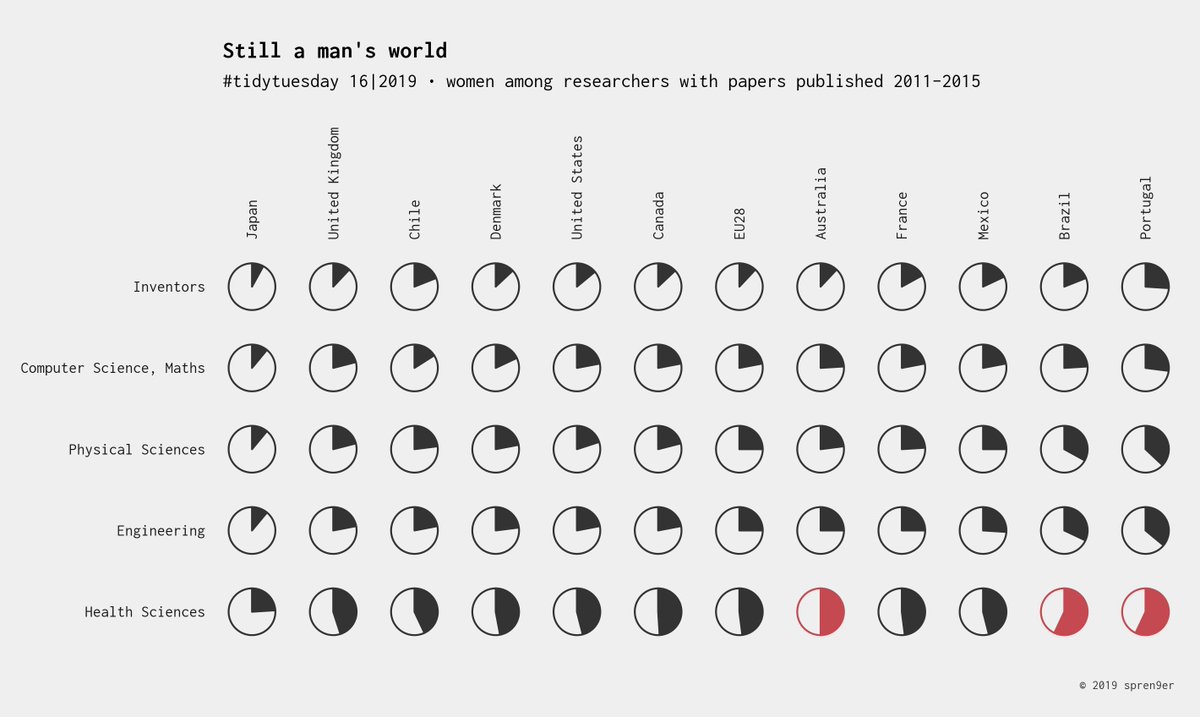 Still a man's world
#tidytuesday 16|2019 · women among researchers with papers published 2011-2015
Japan
United Kingdom
Chile
Denmark
United States
Canada
EU28
Australia
France
Mexico
Brazil
Portugal
Inventors
Computer Science, Maths
Physical Sciences
Engineering
Health Sciences
© 2019 spren9er